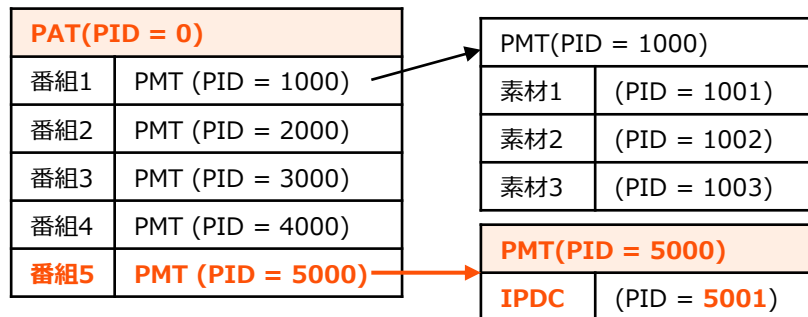 PAT(PID = 0)
番組1 PMT (PID = 1000)
番組2 PMT (PID = 2000)
番組3 PMT (PID = 3000)
番組4 PMT (PID = 4000)
番組5 PMT (PID = 5000)
PMT(PID = 1000)
素材1 (PID = 1001)
素材2 (PID = 1002)
素材3 (PID = 1003)
PMT(PID = 5000)
IPDC (PID = 5001)